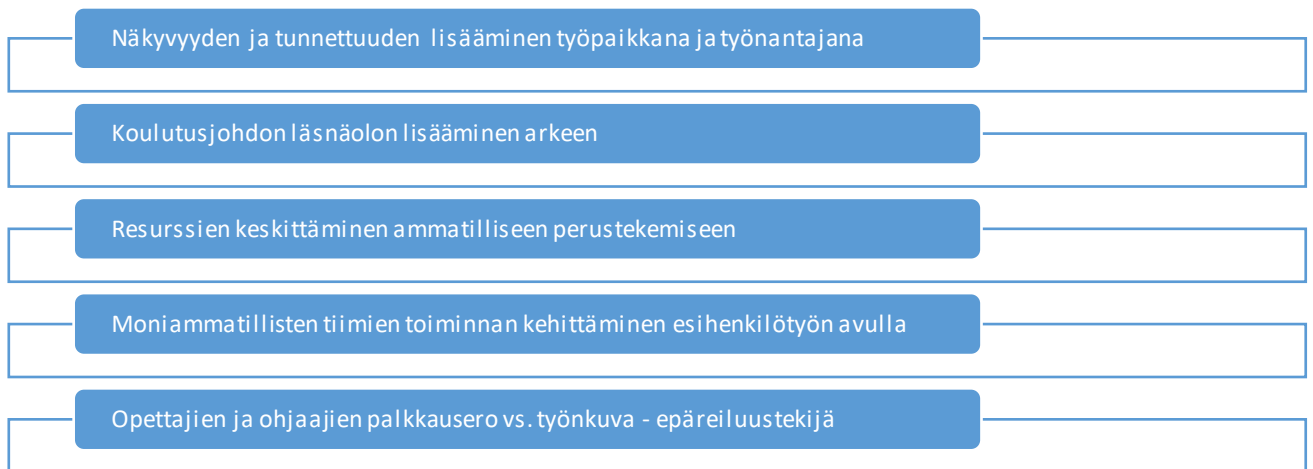 Näkyvyyden ja tunnettuuden lisääminen työpaikkana ja työnantajana
Koulutusjohdon läsnäolon lisääminen arkeen
Resurssien keskittäminen ammatilliseen perustekemiseen
Moniammatillisten tiimien toiminnan kehittäminen esihenkilötyön avulla
Opettajien ja ohjaajien palkkausero vs. työnkuva - epäreiluustekijä